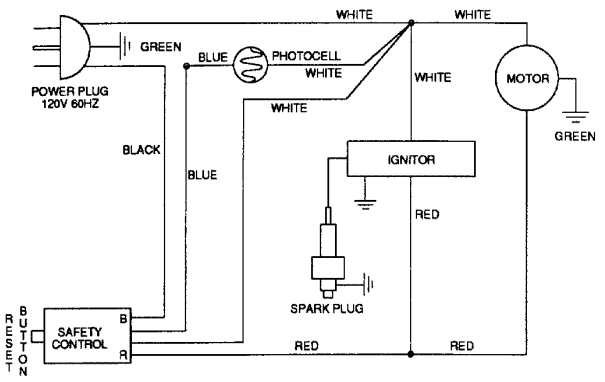 WHITE
WHITE
GREEN
BLUE
PHOTOCELL
WHITE
WHITE
MOTOR
POWER PLUG
120V 60HZ
WHITE
GREEN
BLACK
BLUE
IGNITOR
RED
SPARK PLUG
RESET
BUTTON
SAFETY
CONTROL
B
R
RED
RED